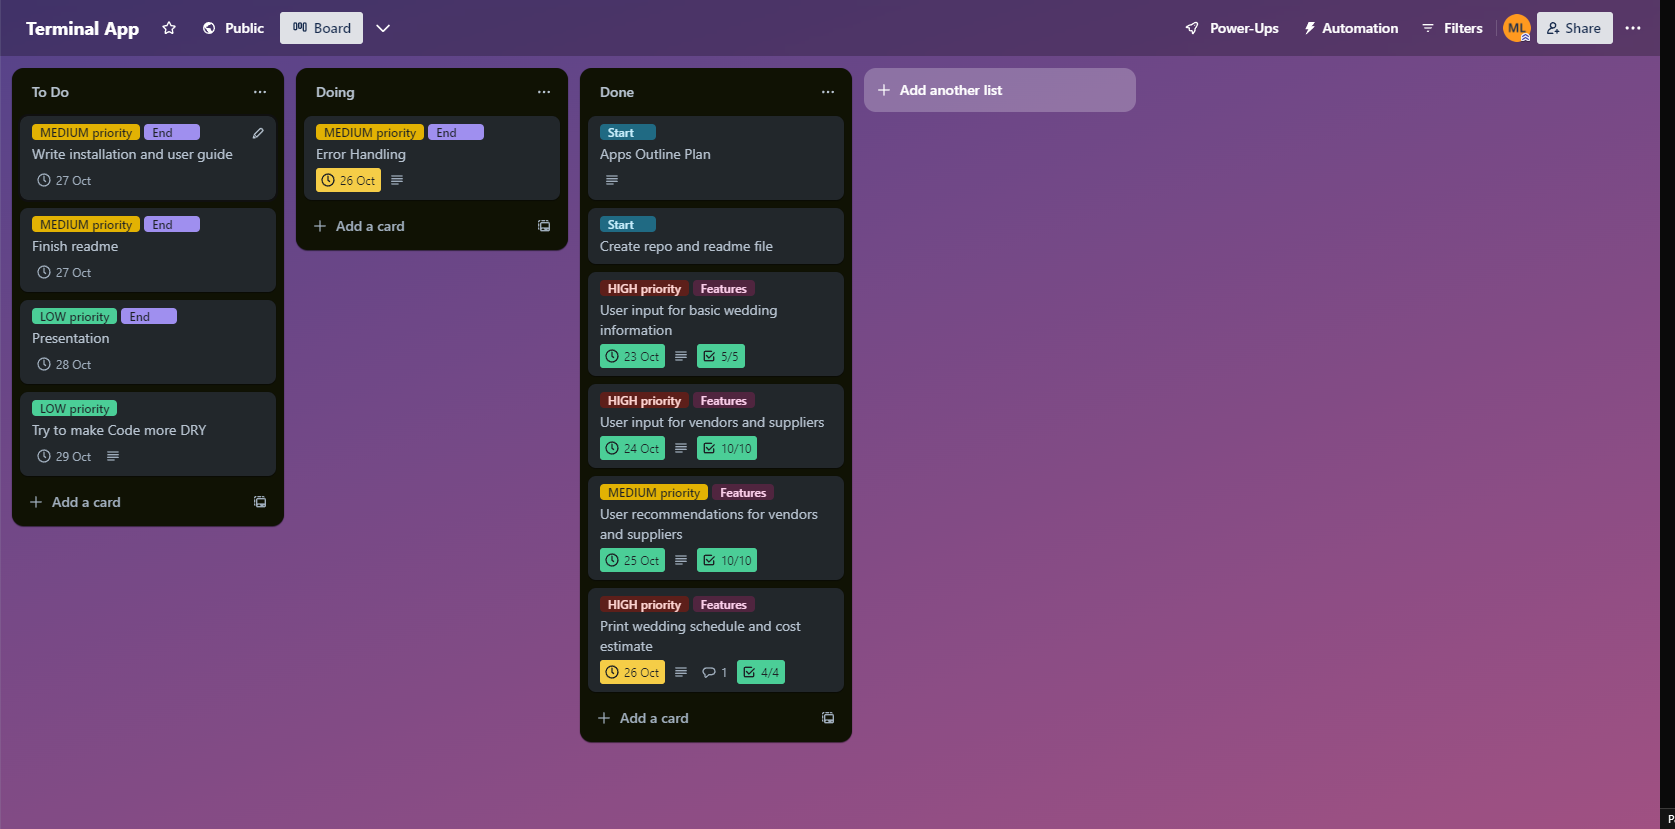 Terminal App
Public
Board
Power-Ups
Automation
Filters
ML
Share
To Do
MEDIUM priority End
Write installation and user guide
27 Oct
MEDIUM priority End
Finish readme
27 Oct
LOW priority End
Presentation
28 Oct
LOW priority
Try to make Code more DRY
29 Oct
+ Add a card
Doing
MEDIUM priority End
Error Handling
26 Oct
+ Add a card
Done
Start
Apps Outline Plan
Start
Create repo and readme file
HIGH priority Features
User input for basic wedding
information
23 Oct 5/5
HIGH priority Features
User input for vendors and suppliers
24 Oct 10/10
MEDIUM priority Features
User recommendations for vendors
and suppliers
25 Oct 10/10
HIGH priority Features
Print wedding schedule and cost
estimate
26 Oct 1 4/4
+ Add a card
+ Add another list
P